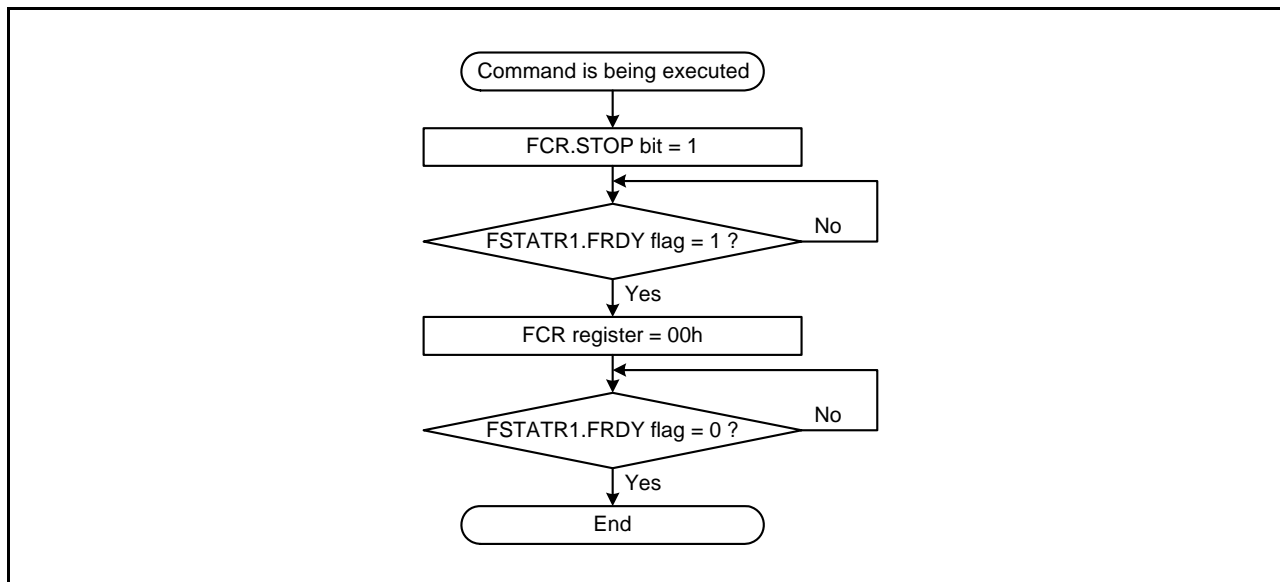 Command is being executed
FCR.STOP bit = 1
FSTATR1.FRDY flag = 1 ?
No
Yes
FCR register = 00h
FSTATR1.FRDY flag = 0 ?
No
Yes
End